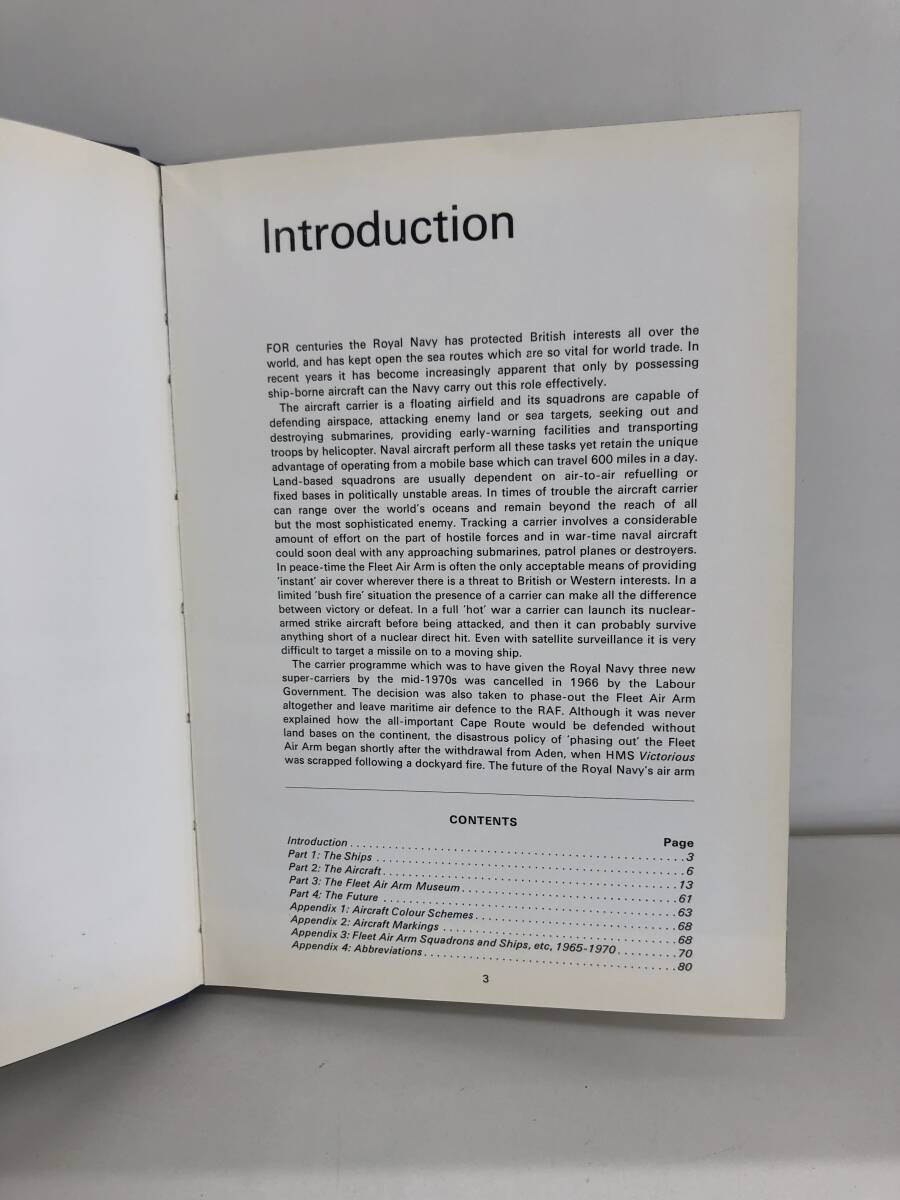 Introduction
FOR centuries the Royal Navy has protected British interests all over the
world, and has kept open the sea routes which are so vital for world trade. In
recent years it has become increasingly apparent that only by possessing
ship-borne aircraft can the Navy carry out this role effectively.
The aircraft carrier is a floating airfield and its squadrons are capable of
defending airspace, attacking enemy land or sea targets, seeking out and
destroying submarines, providing early-warning facilities and transporting
troops by helicopter. Naval aircraft perform all these tasks yet retain the unique
advantage of operating from a mobile base which can travel 600 miles in a day.
Land-based squadrons are usually dependent on air-to-air refuelling or
fixed bases in politically unstable areas. In times of trouble the aircraft carrier
can range over the world's oceans and remain beyond the reach of all
but the most sophisticated enemy. Tracking a carrier involves a considerable
amount of effort on the part of hostile forces and in war-time naval aircraft
could soon deal with any approaching submarines, patrol planes or destroyers.
In peace-time the Fleet Air Arm is often the only acceptable means of providing
'instant' air cover wherever there is a threat to British or Western interests. In a
limited 'bush fire' situation the presence of a carrier can make all the difference
between victory or defeat. In a full 'hot' war a carrier can launch its nuclear-
armed strike aircraft before being attacked, and then it can probably survive
anything short of a nuclear direct hit. Even with satellite surveillance it is very
difficult to target a missile on to a moving ship.
The carrier programme which was to have given the Royal Navy three new
super-carriers by the mid-1970s was cancelled in 1966 by the Labour
Government. The decision was also taken to phase-out the Fleet Air Arm
altogether and leave maritime air defence to the RAF. Although it was never
explained how the all-important Cape Route would be defended without
land bases on the continent, the disastrous policy of 'phasing out' the Fleet
Air Arm began shortly after the withdrawal from Aden, when HMS Victorious
was scrapped following a dockyard fire. The future of the Royal Navy's air arm
CONTENTS
Page
Introduction . . . . . . . . . . . . . . . . . . . . 3
Part 1: The Ships . . . . . . . . . . . . . . . . . . . . 6
Part 2: The Aircraft . . . . . . . . . . . . . . . . . . . . 13
Part 3: The Fleet Air Arm Museum . . . . . . . . . . . . . . . . . . . . 61
Part 4: The Future . . . . . . . . . . . . . . . . . . . . 63
Appendix 1: Aircraft Colour Schemes . . . . . . . . . . . . . . . . . . . . 68
Appendix 2: Aircraft Markings . . . . . . . . . . . . . . . . . . . . 68
Appendix 3: Fleet Air Arm Squadrons and Ships, etc, 1965-1970 . . . . . . . . . 70
Appendix 4: Abbreviations . . . . . . . . . . . . . . . . . . . . 80
3